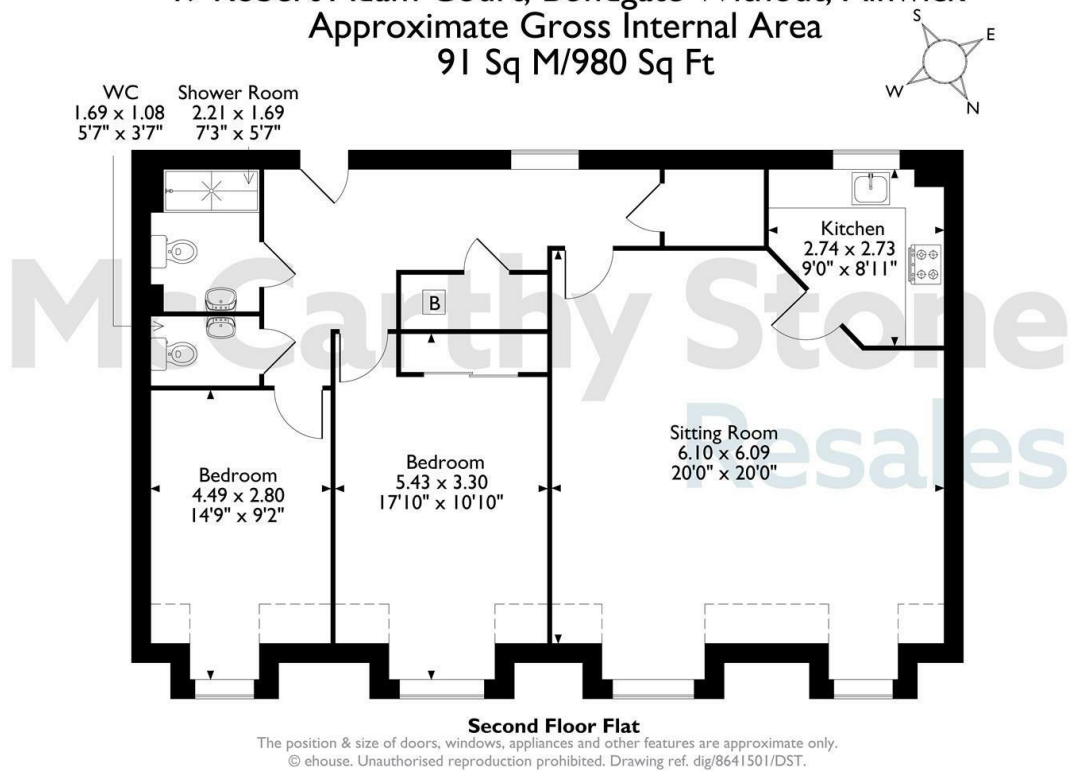 Approximate Gross Internal Area
91 Sq M/980 Sq Ft
S
E
W
N
WC
1.69 x 1.08
5'7" x 3'7"
Shower Room
2.21 x 1.69
7'3" x 5'7"
Kitchen
2.74 x 2.73
9'0" x 8'11"
B
McCarthy Stone
Resales
Sitting Room
6.10 x 6.09
20'0" x 20'0"
Bedroom
4.49 x 2.80
14'9" x 9'2"
Bedroom
5.43 x 3.30
17'10" x 10'10"
Second Floor Flat
The position & size of doors, windows, appliances and other features are approximate only.
© ehouse. Unauthorised reproduction prohibited. Drawing ref. dig/8641501/DST.